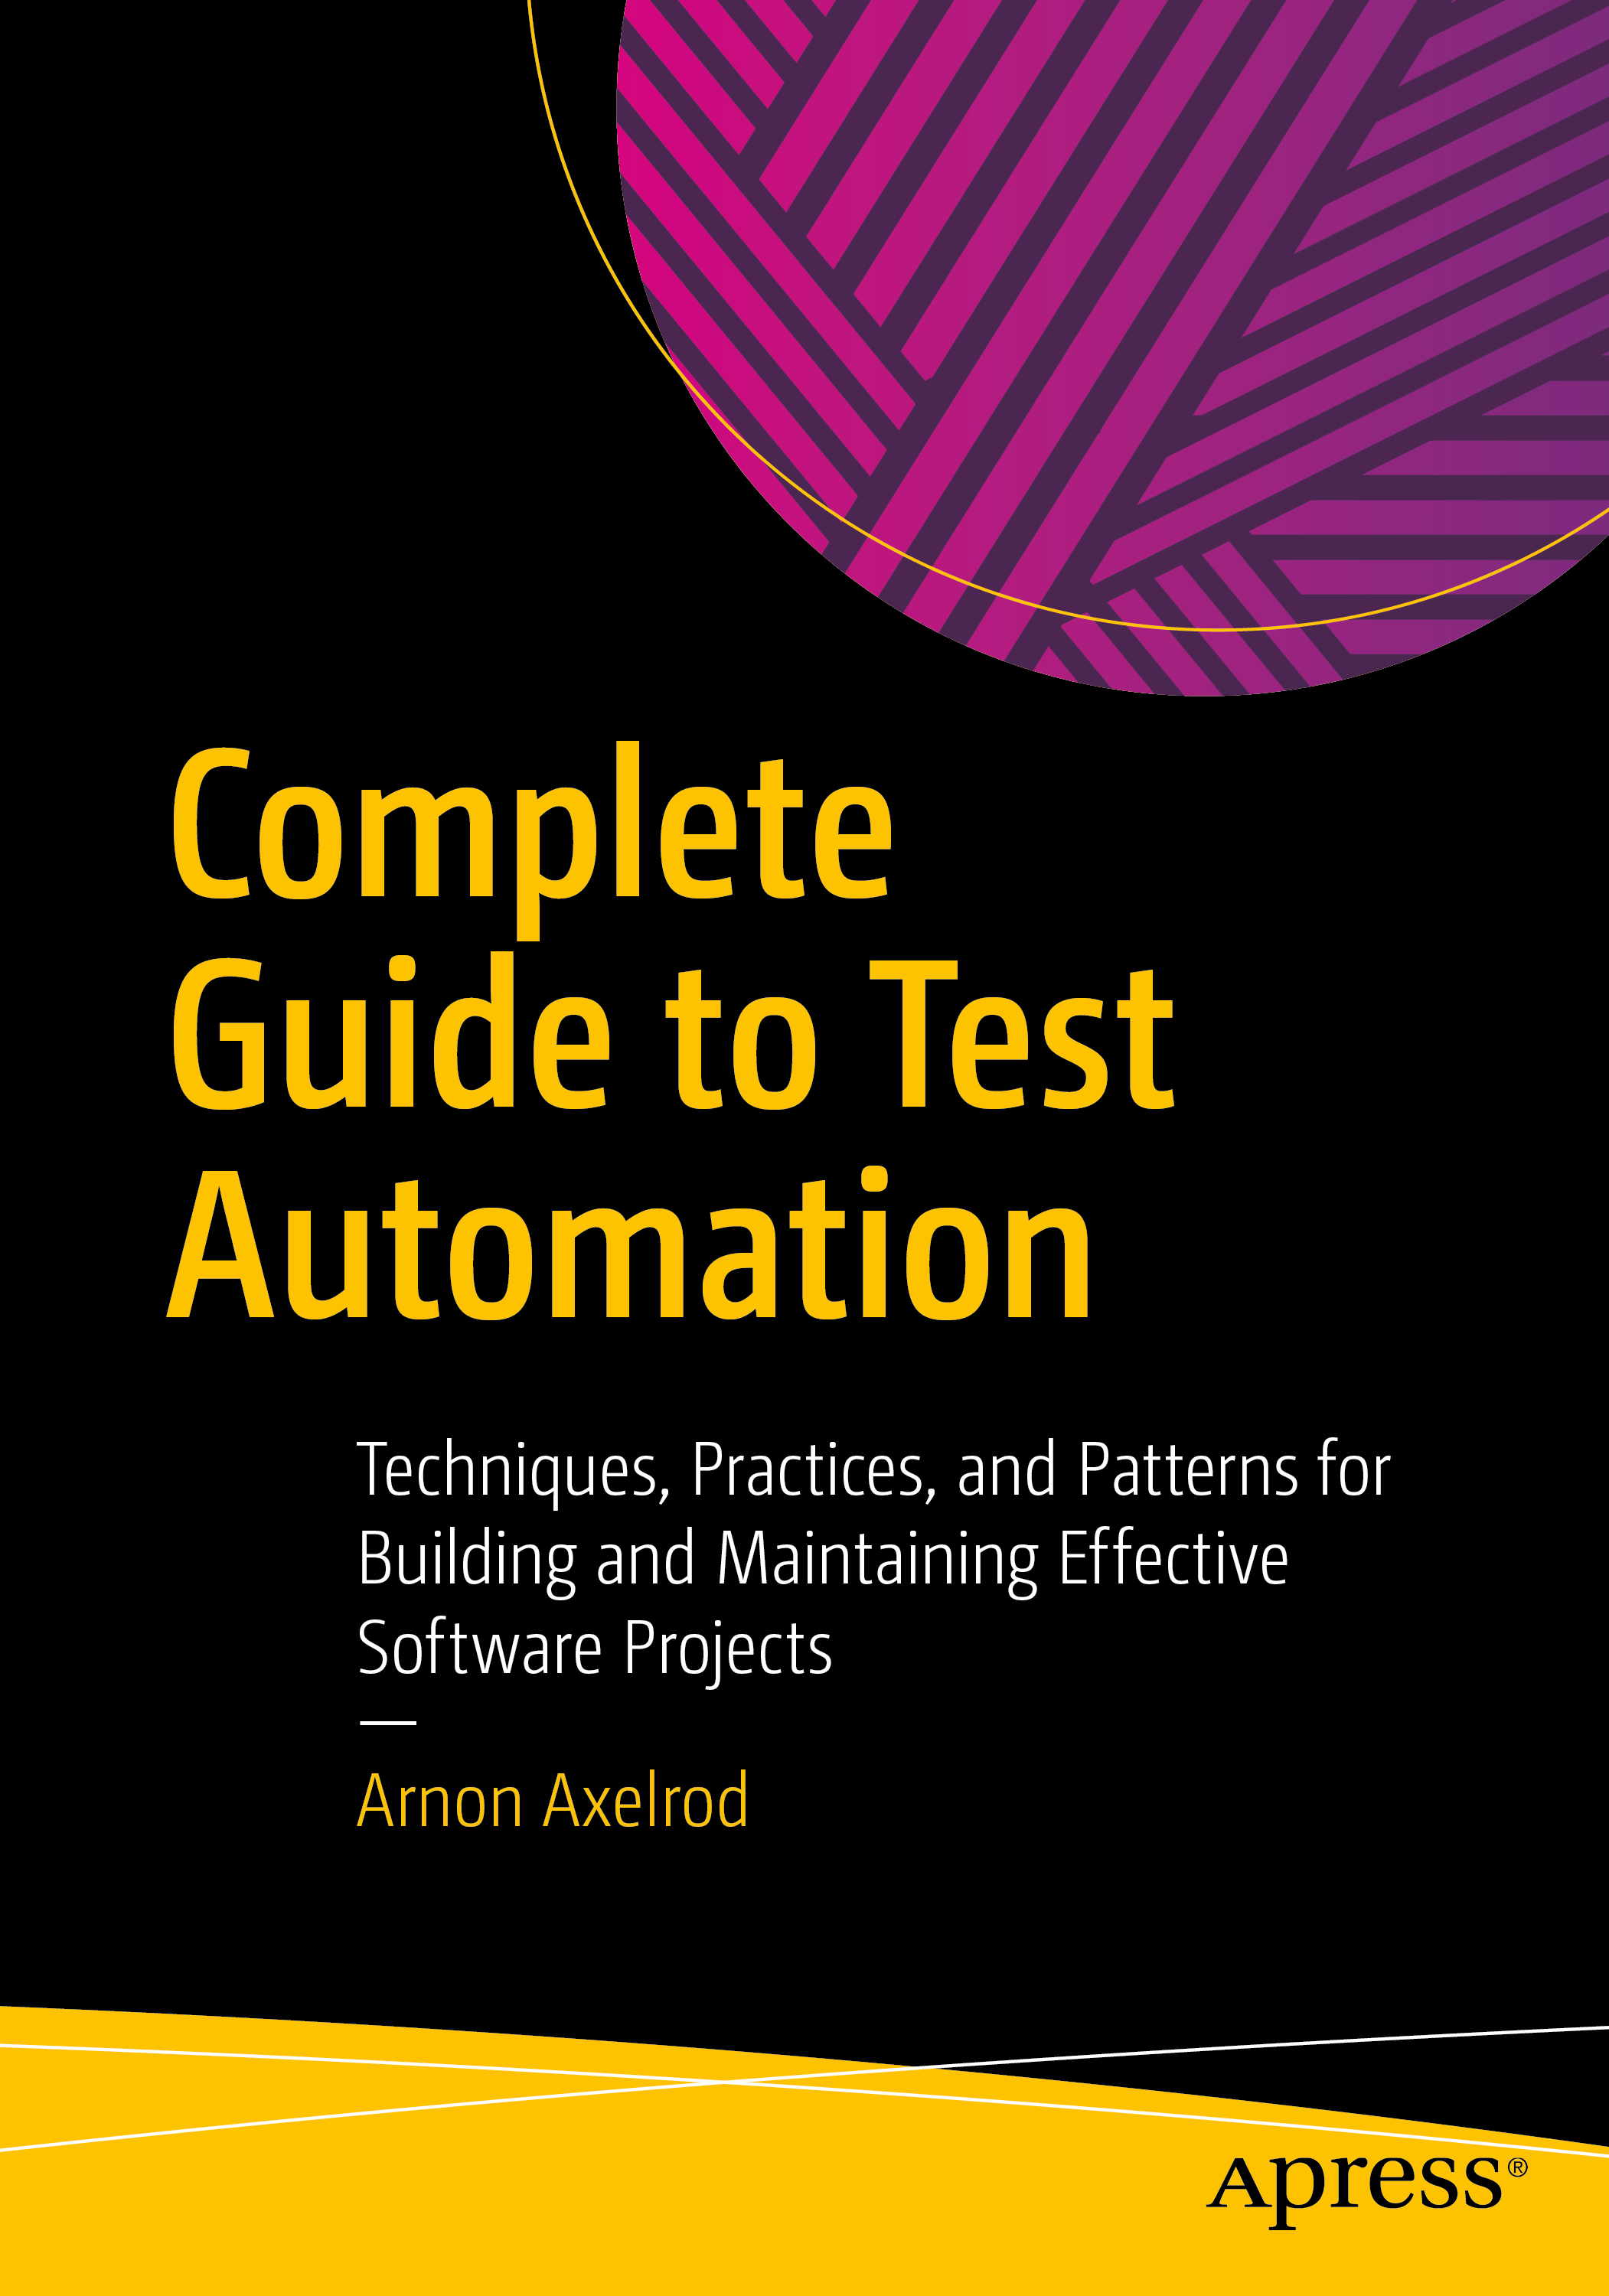 Complete
Guide to Test
Automation
Techniques, Practices, and Patterns for
Building and Maintaining Effective
Software Projects
—
Arnon Axelrod
Apress®